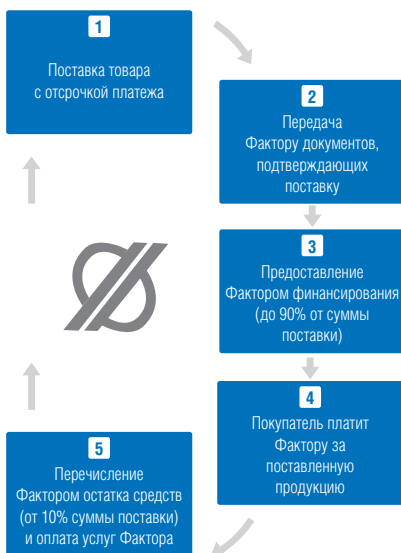 1
Поставка товара
с отсрочкой платежа
2
Передача
Фактору документов,
подтверждающих
поставку
3
Предоставление
Фактором финансирования
(до 90% от суммы
поставки)
4
Покупатель платит
Фактору за
поставленную
продукцию
5
Перечисление
Фактором остатка средств
(от 10% суммы поставки)
и оплата услуг Фактора